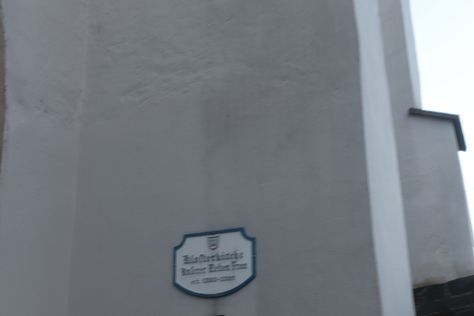 Klosterkirche
Unserer Lieben Frau